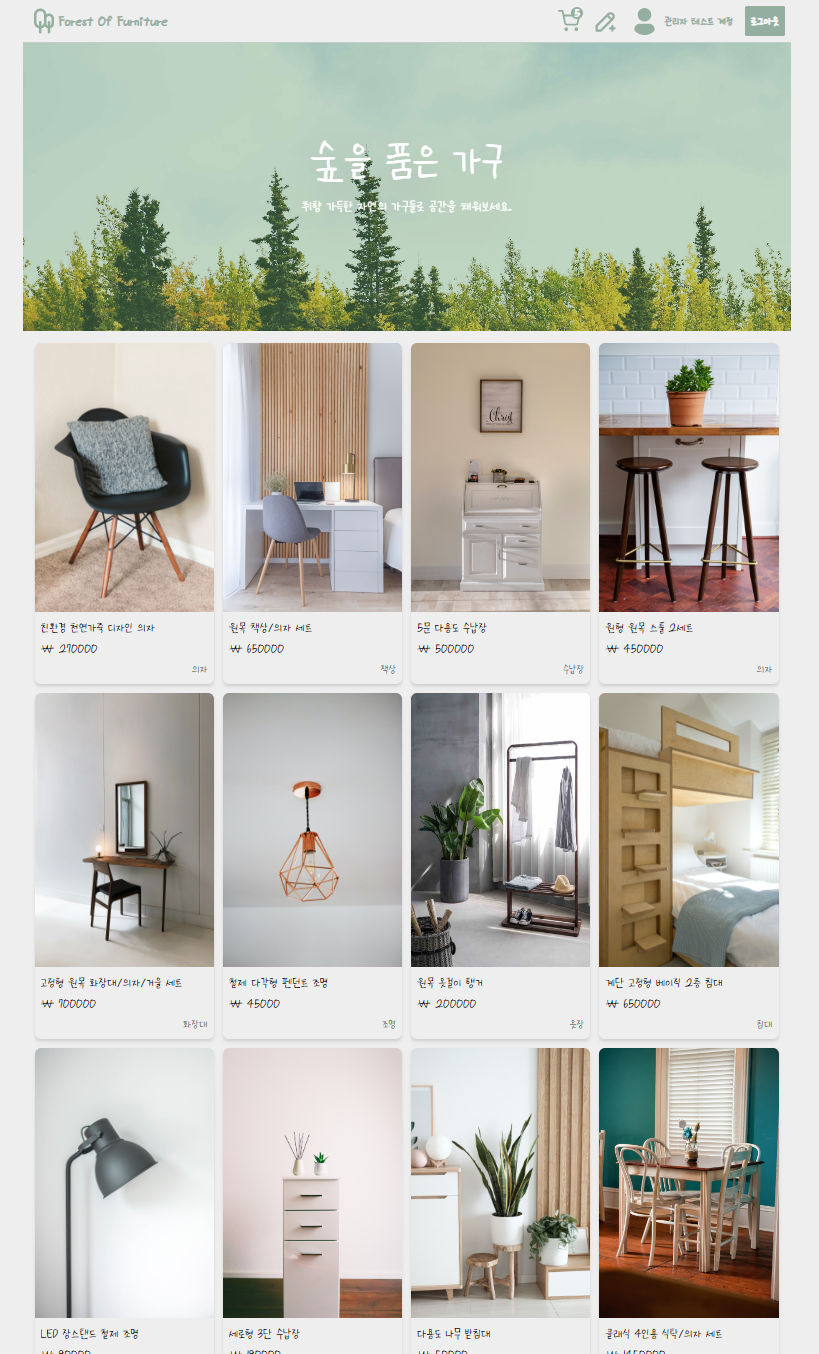 Forest Of Furniture
5
관리자 테스트 계정
로그아웃
숲을 품은 가구
취향 가득한 자연의 가구들로 공간을 채워보세요.
Christ
친환경 천연가죽 디자인 의자
₩ 270000
의자
원목 책상/의자 세트
₩ 650000
책상
5문 다용도 수납장
₩ 500000
수납장
원형 원목 스툴 2세트
₩ 450000
의자
고정형 원목 화장대/의자/거울 세트
₩ 700000
화장대
철제 다각형 펜던트 조명
₩ 45000
조명
원목 옷걸이 행거
₩ 200000
옷장
계단 고정형 베이직 2층 침대
₩ 650000
침대
LED 장스탠드 철제 조명
세로형 3단 수납장
다용도 나무 받침대
클래식 4인용 식탁/의자 세트